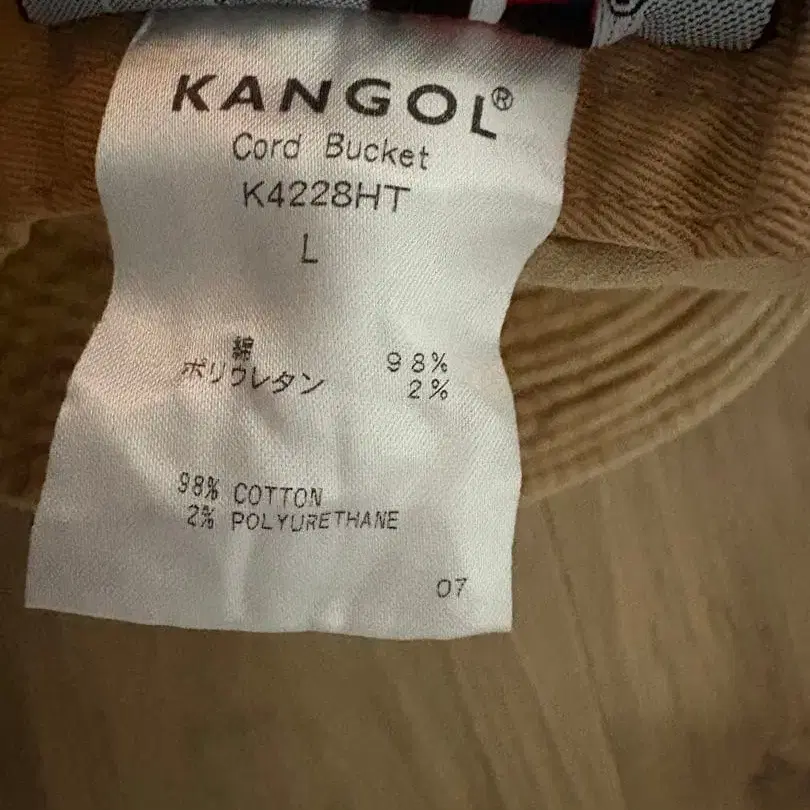 KANGOL®
Cord Bucket
K4228HT
L
綿 98%
ポリウレタン 2%
98% COTTON
2% POLYURETHANE
07